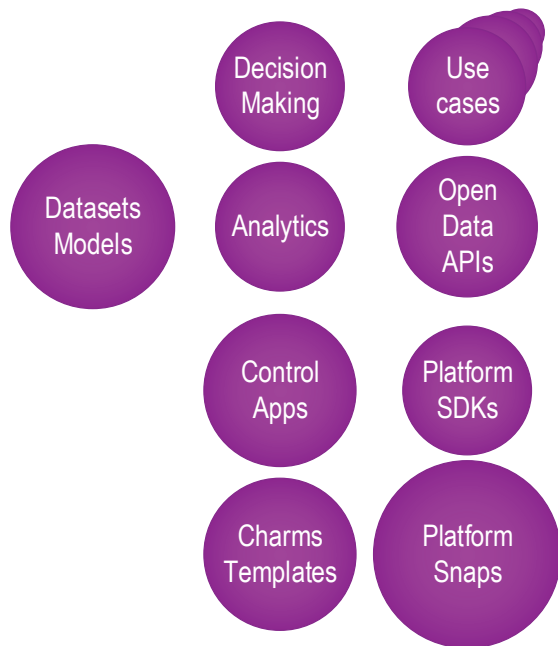 Decision
Making
Use
cases
Datasets
Models
Analytics
Open
Data
APIs
Control
Apps
Platform
SDKs
Charms
Templates
Platform
Snaps